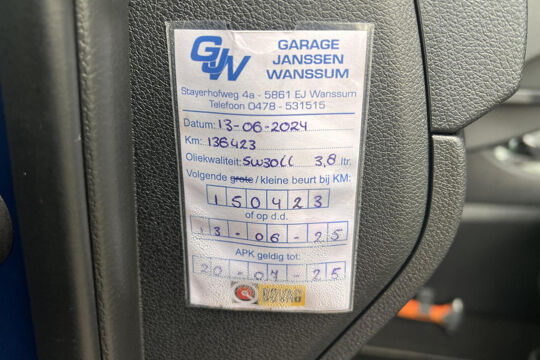 GJW
GARAGE
JANSSEN
WANSSUM
Stayerhofweg 4a - 5861 EJ Wanssum
Telefoon 0478 - 531515
Datum: 13-06-2024
Km: 136423
Oliekwaliteit: 5W30LL 3,8 ltr.
Volgende grote / kleine beurt bij KM:
150423
of op d.d.
13-06-25
APK geldig tot:
20-07-25
BOVAG